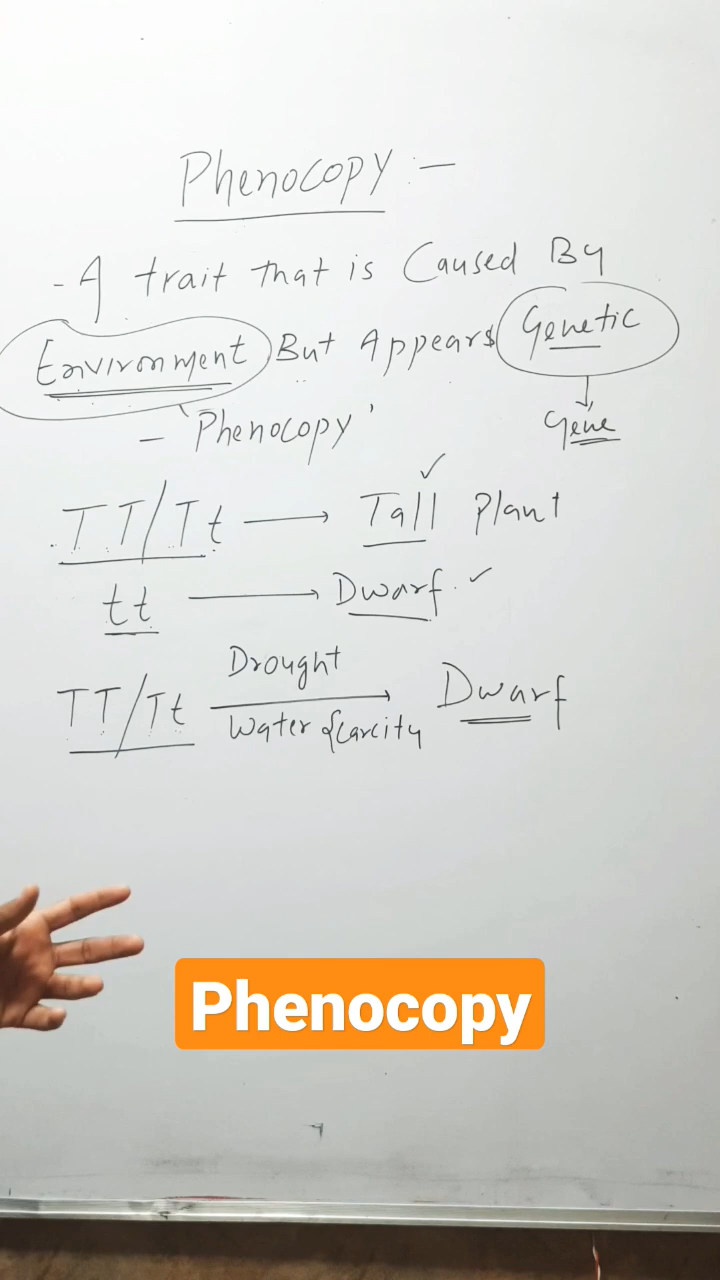 Phenocopy :-
- A trait that is Caused By
Environment But Appears Genetic
- 'Phenocopy'
Gene
TT/Tt → Tall Plant ✓
tt → Dwarf ✓
Drought
TT/Tt → Dwarf
Water Scarcity
Phenocopy